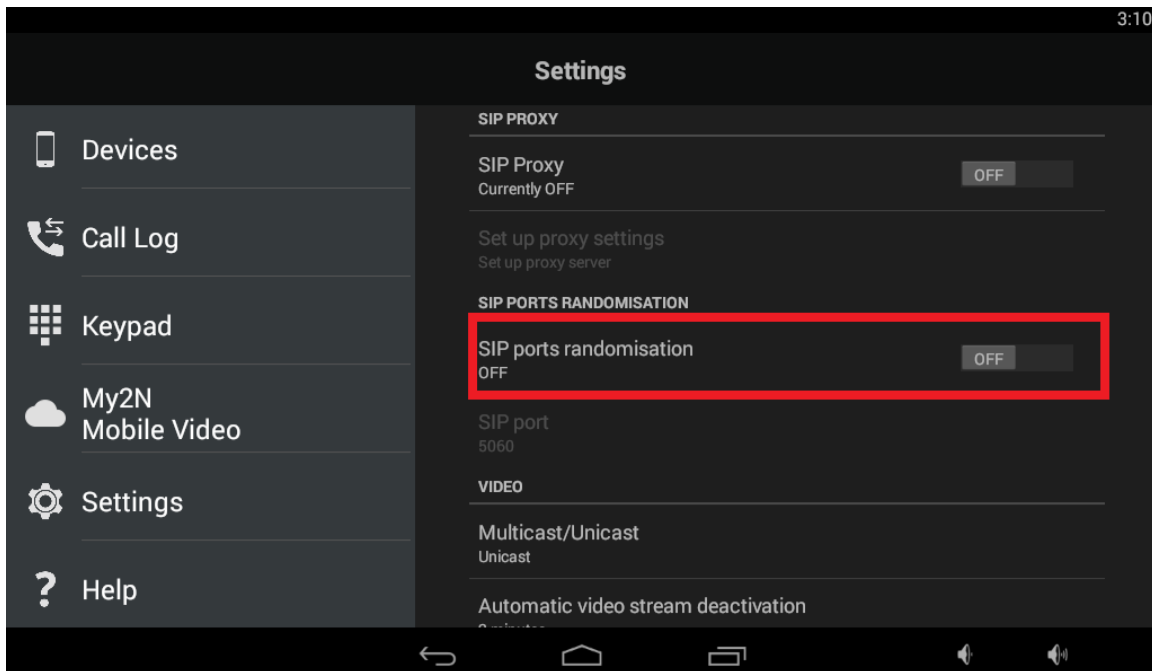 3:10
Settings
Devices
Call Log
Keypad
My2N
Mobile Video
Settings
Help
SIP PROXY
SIP Proxy
Currently OFF
OFF
Set up proxy settings
Set up proxy server
SIP PORTS RANDOMISATION
SIP ports randomisation
OFF
OFF
SIP port
5060
VIDEO
Multicast/Unicast
Unicast
Automatic video stream deactivation